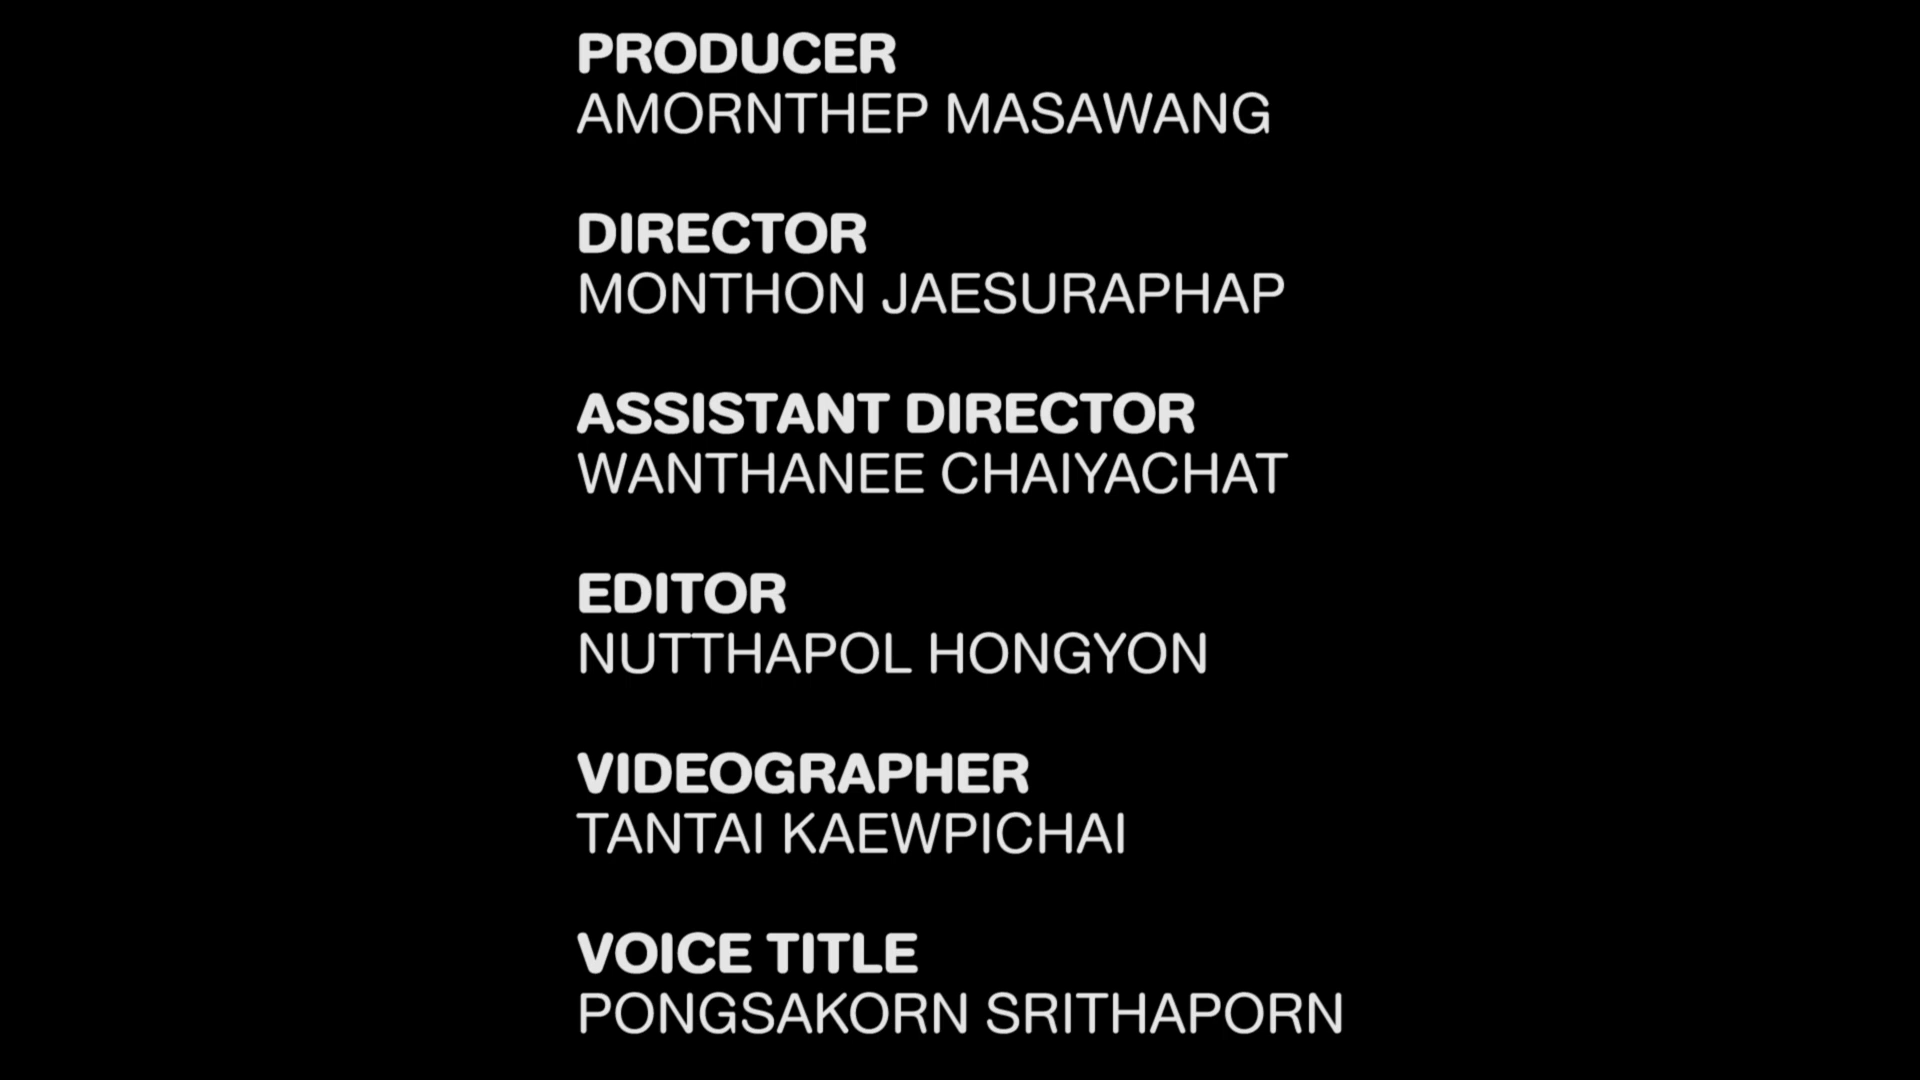 PRODUCER
AMORNTHEP MASAWANG
DIRECTOR
MONTHON JAESURAPHAP
ASSISTANT DIRECTOR
WANTHANEE CHAIYACHAT
EDITOR
NUTTHAPOL HONGYON
VIDEOGRAPHER
TANTAI KAEWPICHAI
VOICE TITLE
PONGSAKORN SRITHAPORN